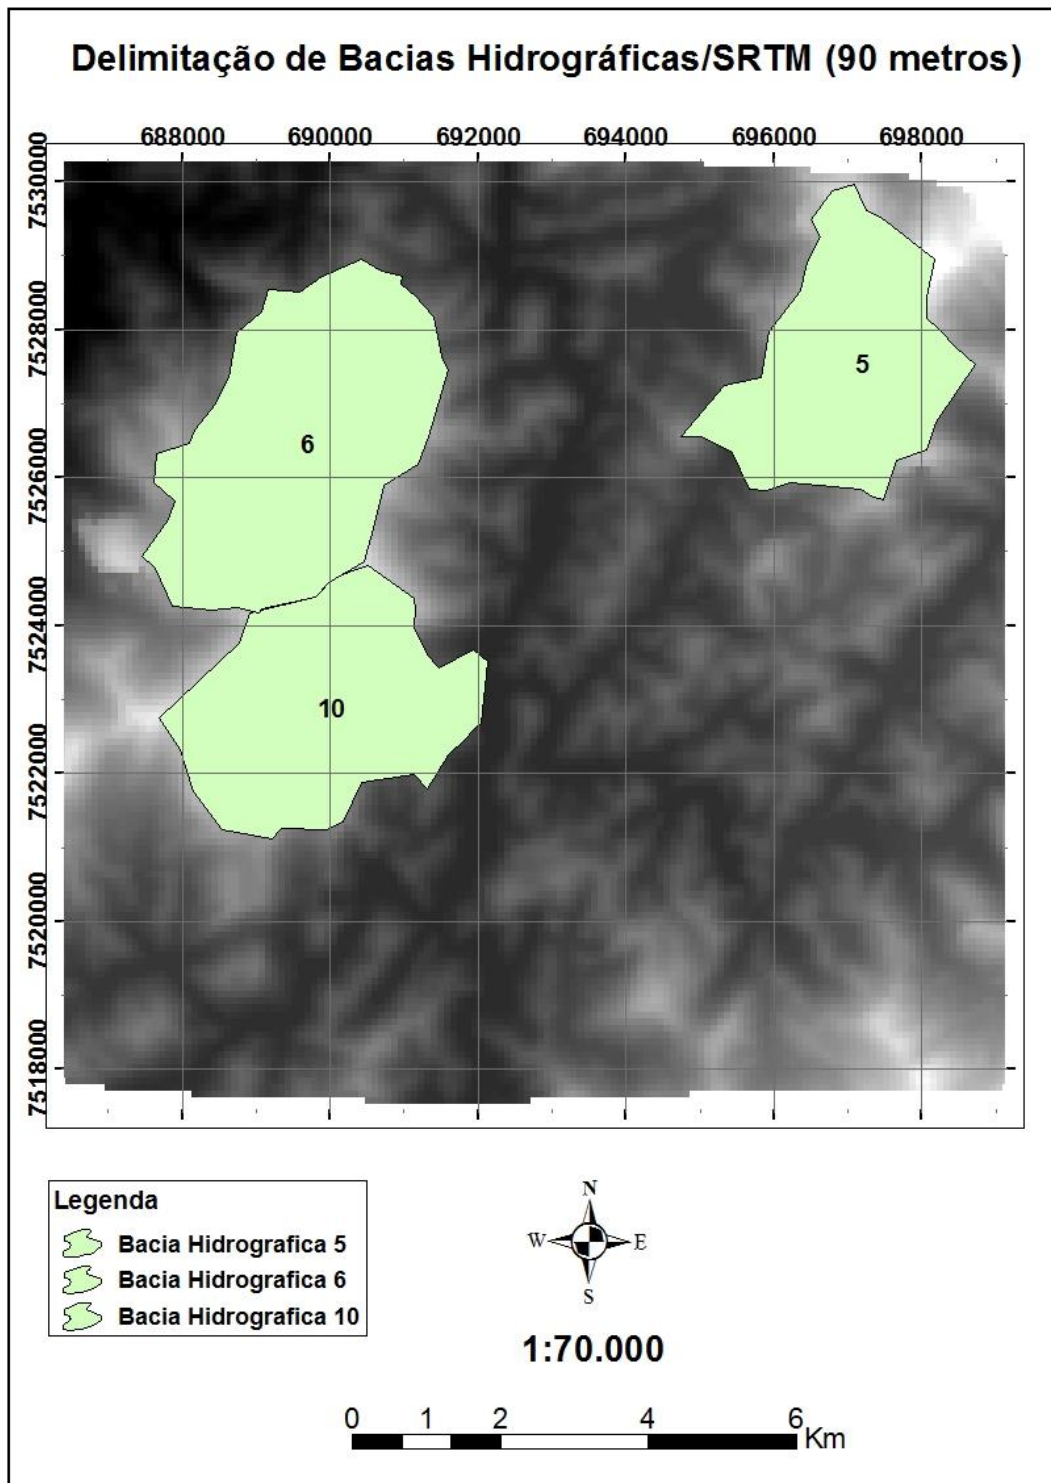 Delimitação de Bacias Hidrográficas/SRTM (90 metros)
688000 690000 692000 694000 696000 698000
7530000
7528000
7526000
7524000
7522000
7520000
7518000
5
6
10
Legenda
Bacia Hidrografica 5
Bacia Hidrografica 6
Bacia Hidrografica 10
N
W E
S
1:70.000
0 1 2 4 6
Km